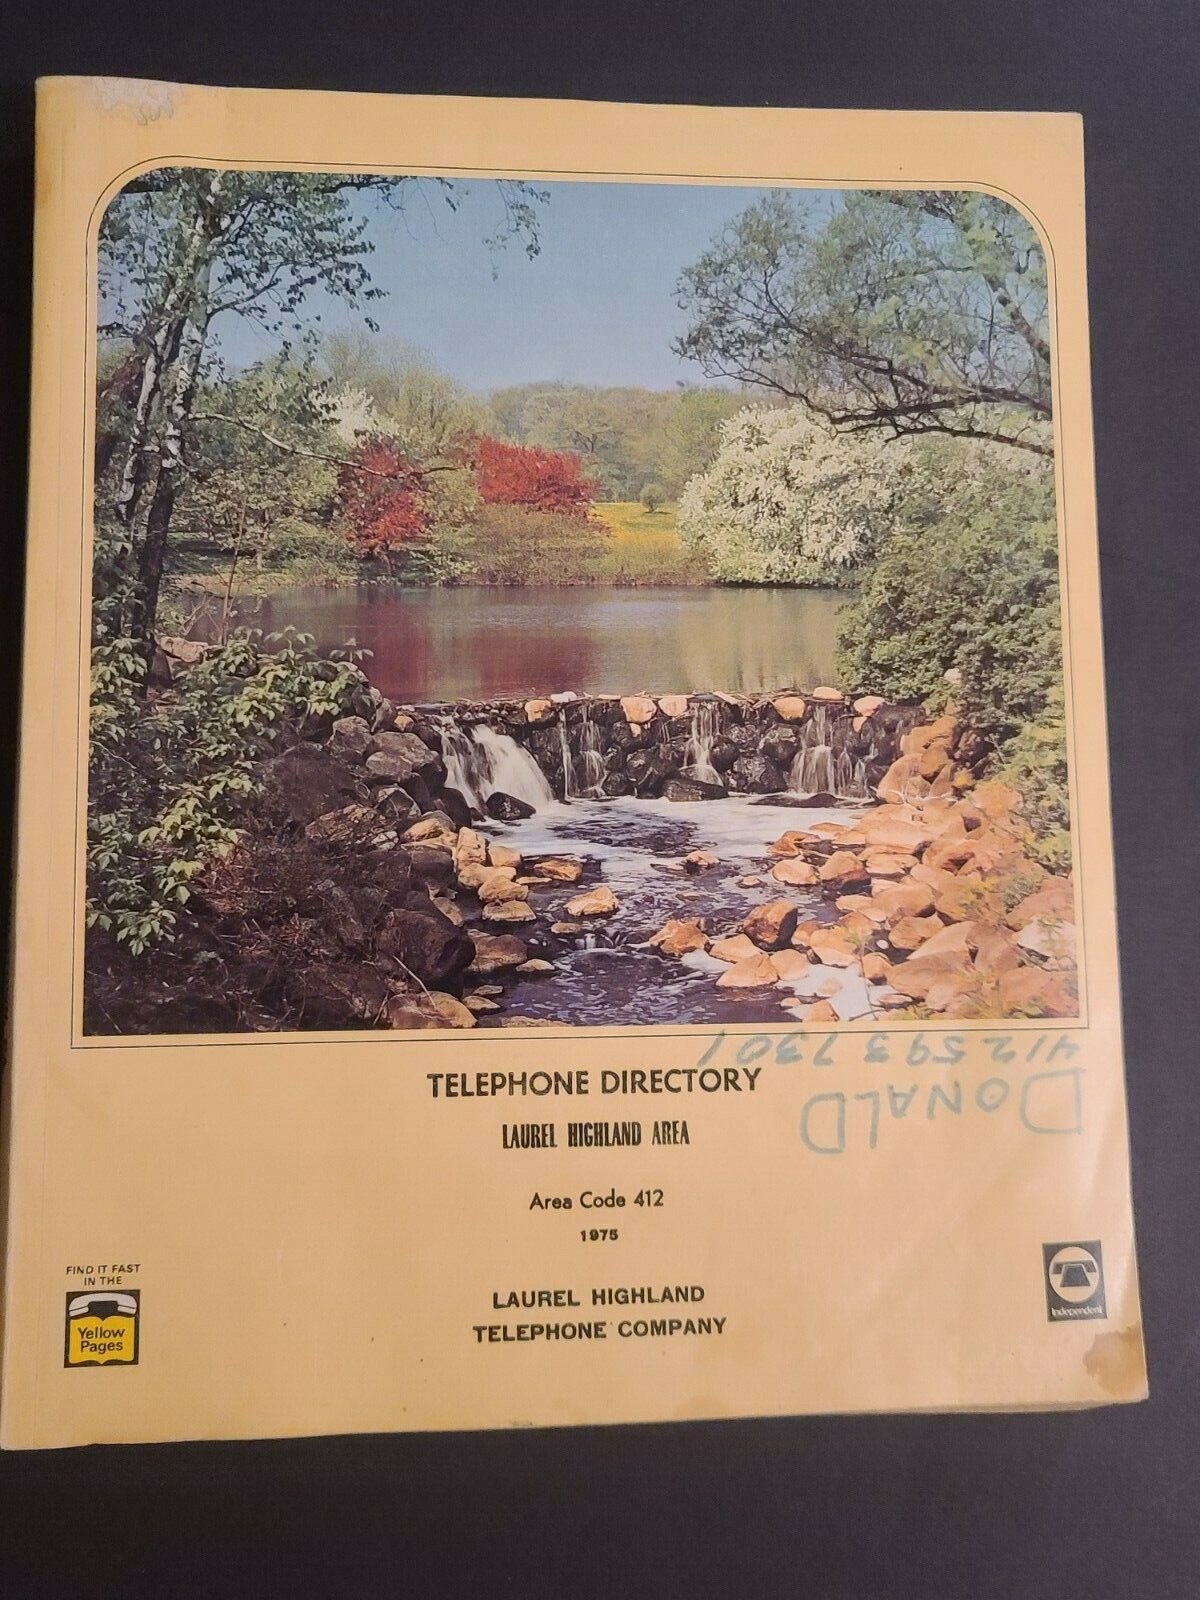 TELEPHONE DIRECTORY
LAUREL HIGHLAND AREA
Area Code 412
1975
LAUREL HIGHLAND
TELEPHONE COMPANY
FIND IT FAST
IN THE
Yellow
Pages
Independent
DONALD
412 593 7301